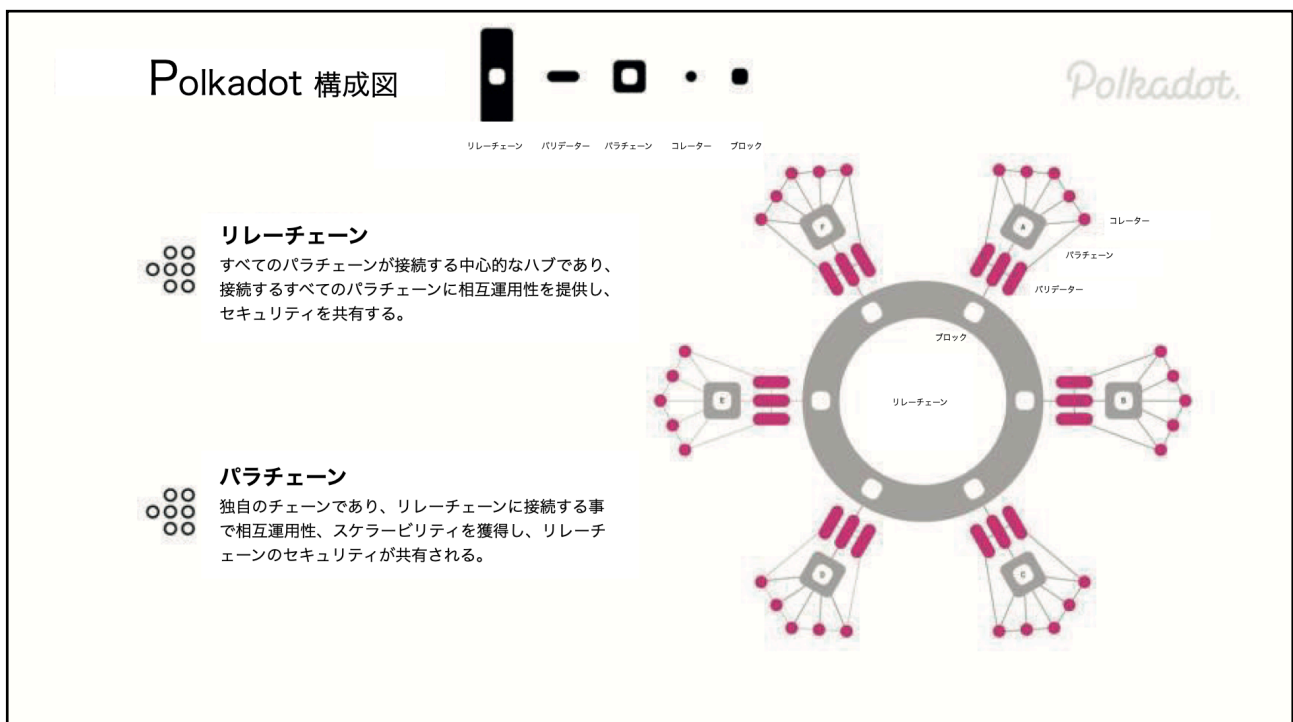 Polkadot 構成図
Polkadot.
リレーチェーン
バリデーター
パラチェーン
コレーター
ブロック
リレーチェーン
すべてのパラチェーンが接続する中心的なハブであり、
接続するすべてのパラチェーンに相互運用性を提供し、
セキュリティを共有する。
パラチェーン
独自のチェーンであり、リレーチェーンに接続する事
で相互運用性、スケラービリティを獲得し、リレーチ
ェーンのセキュリティが共有される。
F
A
コレーター
パラチェーン
バリデーター
ブロック
リレーチェーン
E
B
D
C